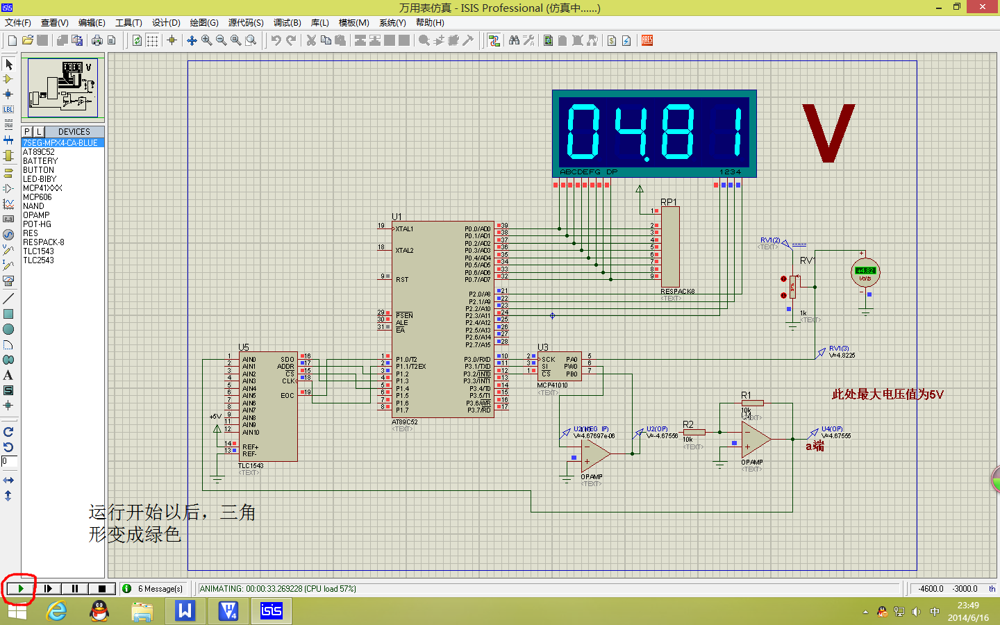 万用表仿真 - ISIS Professional (仿真中......)
文件(F) 查看(V) 编辑(E) 工具(T) 设计(D) 绘图(G) 源代码(S) 调试(B) 库(L) 模板(M) 系统(Y) 帮助(H)
P L DEVICES
7SEG-MPX4-CA-BLUE
AT89C52
BATTERY
BUTTON
LED-BIBY
MCP41XXX
MCP606
NAND
OPAMP
POT-HG
RES
RESPACK-8
TLC1543
TLC2543
LBL
A
S
0
04.81
ABCDEFG DP
1234
V
RP1
1
2
3
4
5
6
7
8
9
RESPACK-8
<TEXT>
U1
19 XTAL1
18 XTAL2
9 RST
29 PSEN
30 ALE
31 EA
1 P1.0/T2
2 P1.1/T2EX
3 P1.2
4 P1.3
5 P1.4
6 P1.5
7 P1.6
8 P1.7
P0.0/AD0 39
P0.1/AD1 38
P0.2/AD2 37
P0.3/AD3 36
P0.4/AD4 35
P0.5/AD5 34
P0.6/AD6 33
P0.7/AD7 32
P2.0/A8 21
P2.1/A9 22
P2.2/A10 23
P2.3/A11 24
P2.4/A12 25
P2.5/A13 26
P2.6/A14 27
P2.7/A15 28
P3.0/RXD 10
P3.1/TXD 11
P3.2/INT0 12
P3.3/INT1 13
P3.4/T0 14
P3.5/T1 15
P3.6/WR 16
P3.7/RD 17
AT89C52
<TEXT>
U5
1 AIN0
2 AIN1
3 AIN2
4 AIN3
5 AIN4
6 AIN5
7 AIN6
8 AIN7
9 AIN8
11 AIN9
12 AIN10
14 REF+
13 REF-
SDO 16
ADDR 17
CS 15
CLK 18
EOC 19
+5V
TLC1543
<TEXT>
U3
2 SCK
3 SI
1 CS
PA0 5
PW0 6
PB0 7
MCP41010
<TEXT>
RV1(2)
<TEXT>
RV1
97%
1k
<TEXT>
+4.82
Volts
RV1(3)
V=4.8225
此处最大电压值为5V
U2(NEG IP)
V=4.67697e-06
OPAMP
<TEXT>
U2(OP)
V=-4.67556
R2
10k
<TEXT>
R1
10k
<TEXT>
OPAMP
<TEXT>
U4(OP)
V=4.67555
a端
运行开始以后，三角
形变成绿色
6 Message(s)
ANIMATING: 00:00:33.269228 (CPU load 57%)
-4600.0 -3000.0 th
isis
中
23:49
2014/6/16